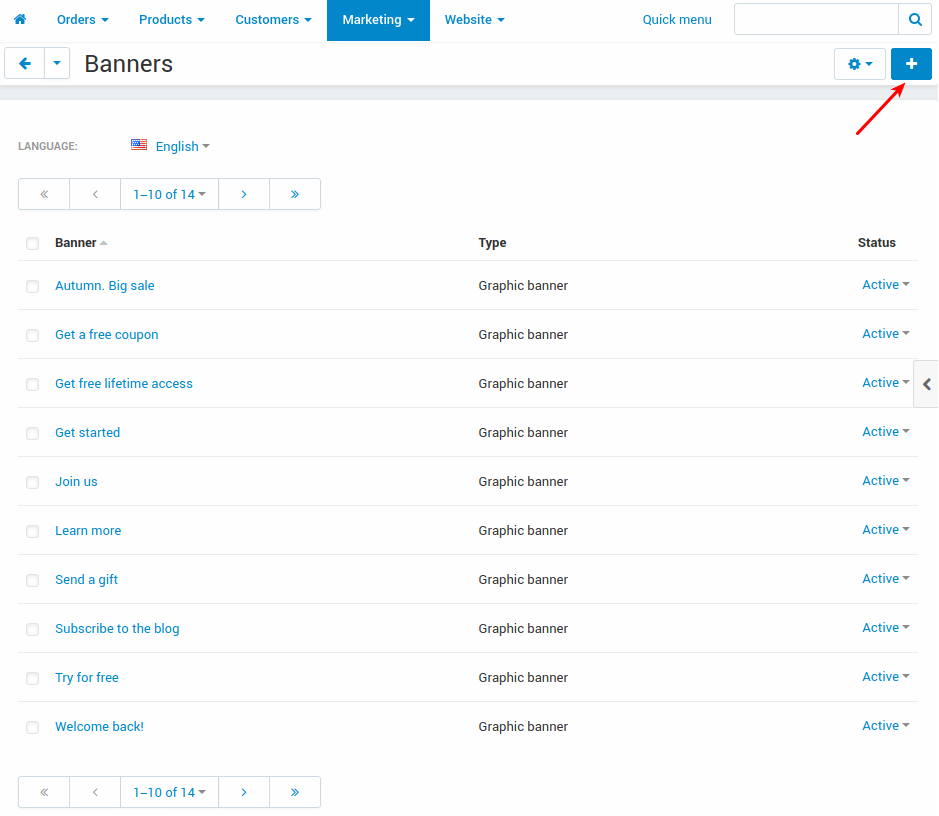 Orders Products Customers Marketing Website Quick menu
Banners
LANGUAGE: English
« ‹ 1–10 of 14 › »
Banner Type Status
Autumn. Big sale Graphic banner Active
Get a free coupon Graphic banner Active
Get free lifetime access Graphic banner Active
Get started Graphic banner Active
Join us Graphic banner Active
Learn more Graphic banner Active
Send a gift Graphic banner Active
Subscribe to the blog Graphic banner Active
Try for free Graphic banner Active
Welcome back! Graphic banner Active
« ‹ 1–10 of 14 › »